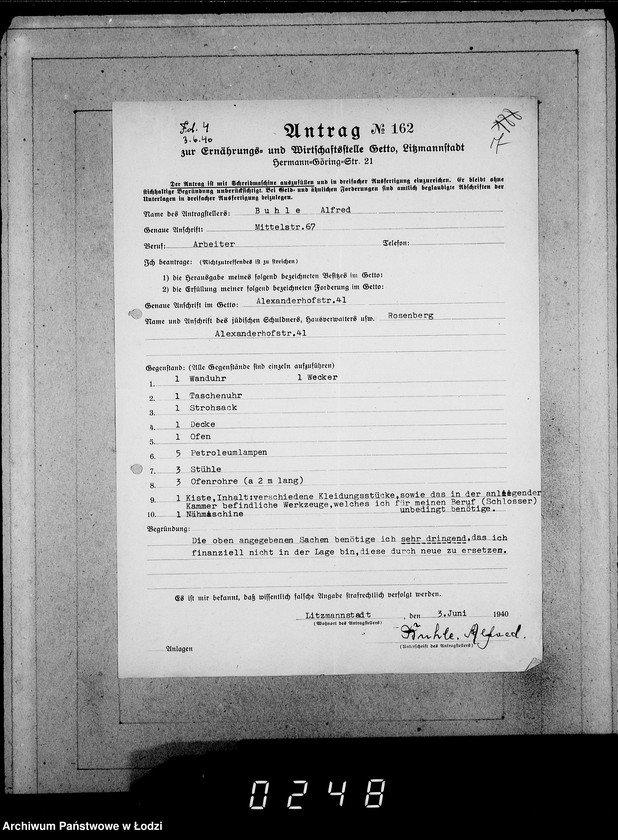 Fol. 4
3.6.40
Antrag № 162
zur Ernährungs- und Wirtschaftsstelle Getto, Litzmannstadt
Hermann-Göring-Str. 21
Der Antrag ist mit Schreibmaschine auszufüllen und in dreifacher Ausfertigung einzureichen. Er bleibt ohne
stichhaltige Begründung unberücksichtigt. Bei Geld- und ähnlichen Forderungen sind amtlich beglaubigte Abschriften der
Unterlagen in dreifacher Ausfertigung beizulegen.
Name des Antragstellers: Buhle Alfred
Genaue Anschrift: Mittelstr.67
Beruf: Arbeiter Telefon:
Ich beantrage: (Nichtzutreffendes ist zu streichen)
1) die Herausgabe meines folgend bezeichneten Besitzes im Getto:
2) die Erfüllung meiner folgend bezeichneten Forderung im Getto:
Genaue Anschrift im Getto: Alexanderhofstr.41
Name und Anschrift des jüdischen Schuldners, Hausverwalters usw. Rosenberg
Alexanderhofstr.41
Gegenstand: (Alle Gegenstände sind einzeln aufzuführen)
1. 1 Wanduhr 1 Wecker
2. 1 Taschenuhr
3. 1 Strohsack
4. 1 Decke
5. 1 Ofen
6. 5 Petroleumlampen
7. 3 Stühle
8. 3 Ofenrohre (a 2 m lang)
9. 1 Kiste,Inhalt:verschiedene Kleidungsstücke,sowie das in der anliegender
Kammer befindliche Werkzeuge,welches ich für meinen Beruf (Schlosser)
10. 1 Nähmaschine unbedingt benötige.
Begründung:
Die oben angegebenen Sachen benötige ich sehr dringend,das ich
finanziell nicht in der Lage bin,diese durch neue zu ersetzen.
Es ist mir bekannt, daß wissentlich falsche Angabe strafrechtlich verfolgt werden.
Litzmannstadt, den 3.Juni 1940
(Wohnort des Antragstellers)
Buhle. Alfred.
(Unterschrift des Antragstellers)
Anlagen
0248
Archiwum Państwowe w Łodzi